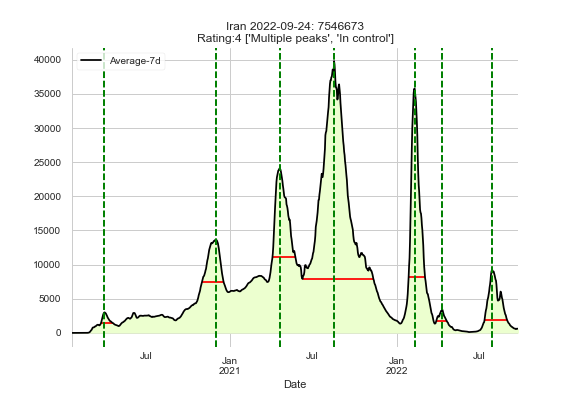 Iran 2022-09-24: 7546673
Rating:4 ['Multiple peaks', 'In control']
Average-7d
40000
35000
30000
25000
20000
15000
10000
5000
0
Jul
Jan
2021
Jul
Jan
2022
Jul
Date